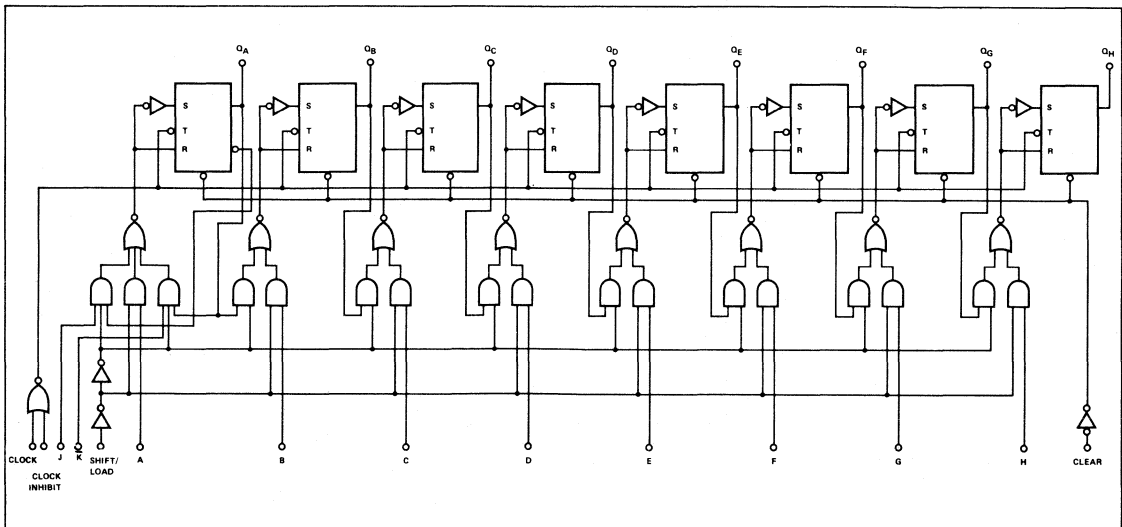 QA QB QC QD QE QF QG QH
S S S S S S S S
T T T T T T T T
R R R R R R R R
CLOCK J K̅ SHIFT/ A B C D E F G H CLEAR
LOAD
CLOCK
INHIBIT